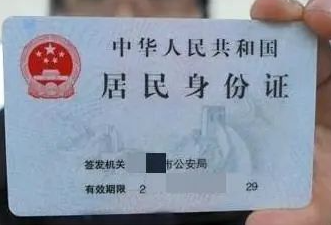 中华人民共和国
居民身份证
签发机关 市公安局
有效期限 2 29